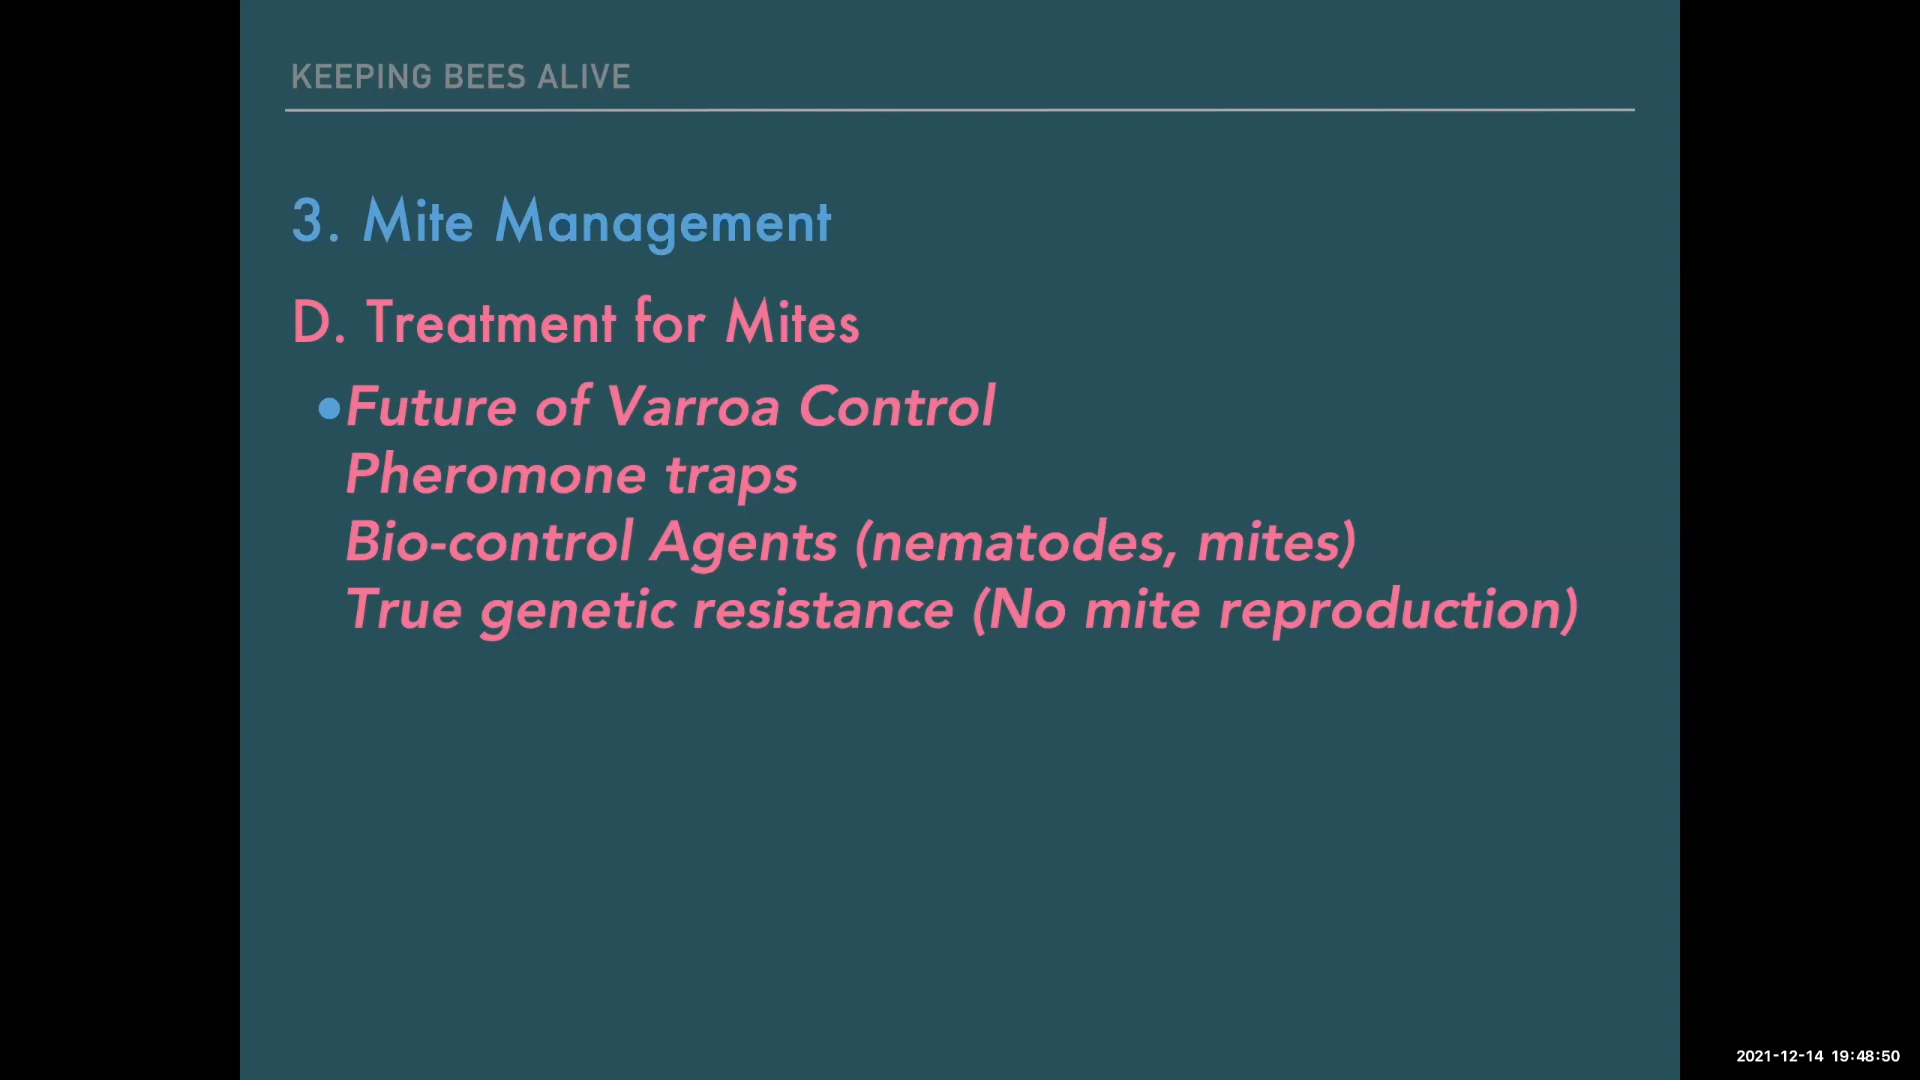 KEEPING BEES ALIVE
3. Mite Management
D. Treatment for Mites
•Future of Varroa Control
Pheromone traps
Bio-control Agents (nematodes, mites)
True genetic resistance (No mite reproduction)
2021-12-14 19:48:50